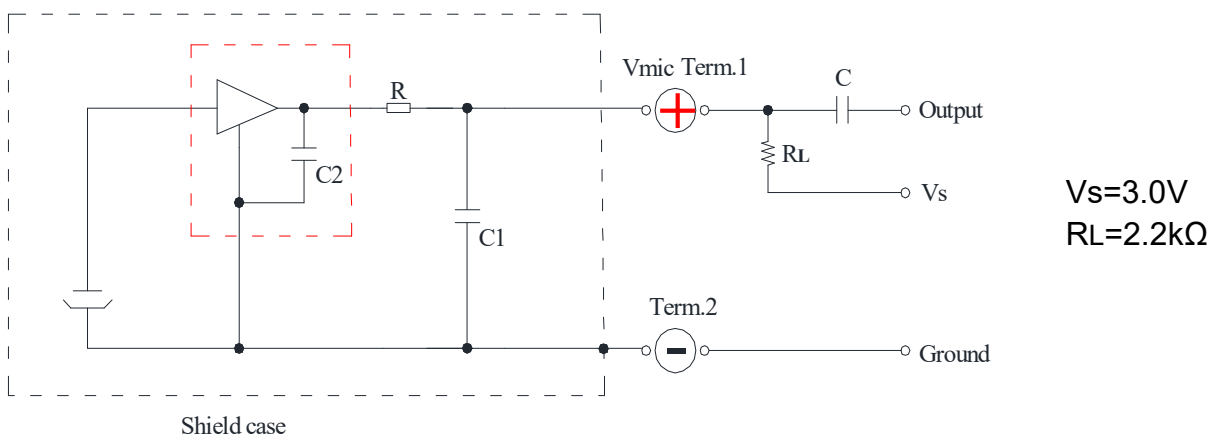 Vmic Term.1
R
C
Output
C2
RL
Vs
Vs=3.0V
RL=2.2kΩ
C1
Term.2
Ground
Shield case